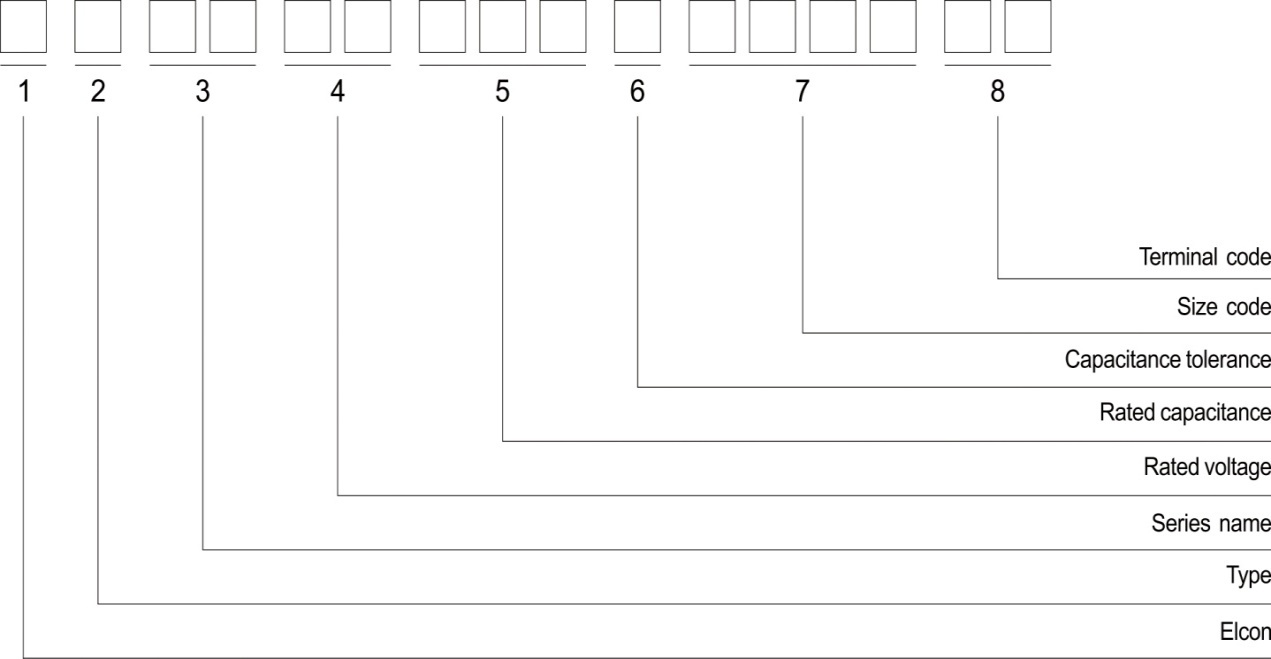 1 2 3 4 5 6 7 8
Terminal code
Size code
Capacitance tolerance
Rated capacitance
Rated voltage
Series name
Type
Elcon